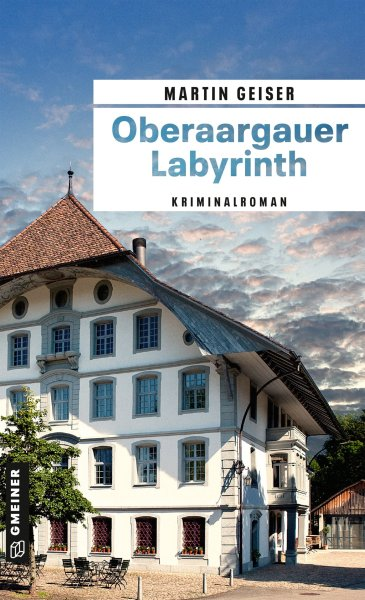 MARTIN GEISER
Oberaargauer
Labyrinth
KRIMINALROMAN
GMEINER